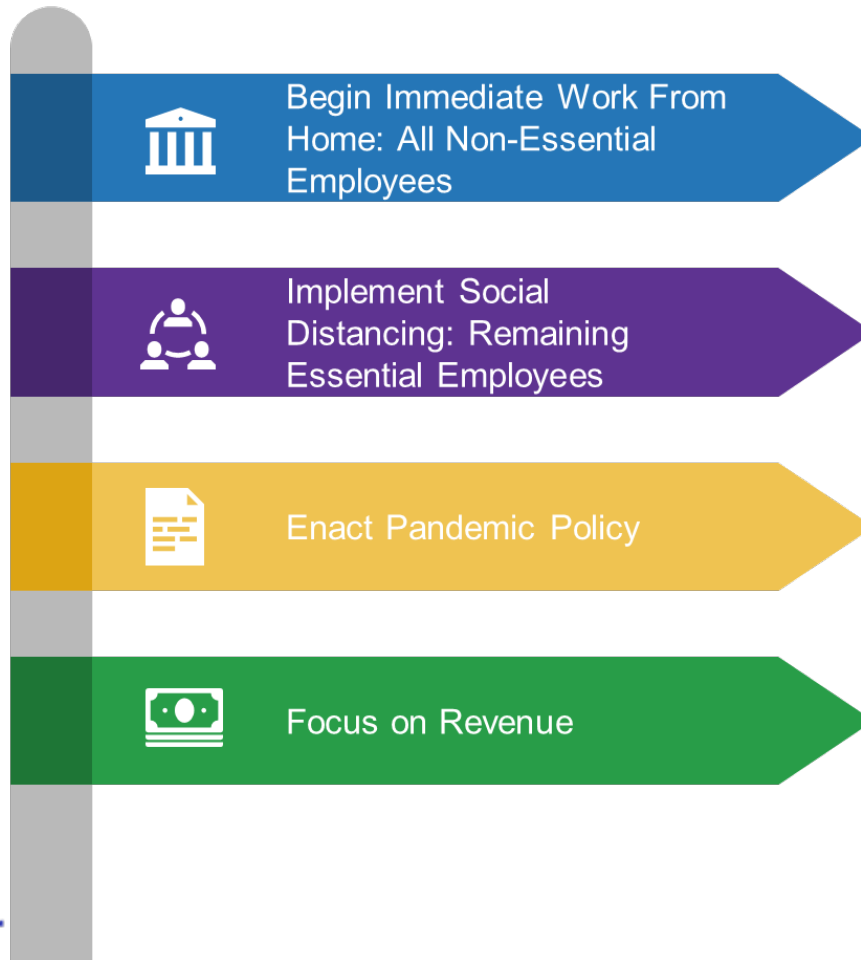 Begin Immediate Work From
Home: All Non-Essential
Employees
Implement Social
Distancing: Remaining
Essential Employees
Enact Pandemic Policy
Focus on Revenue